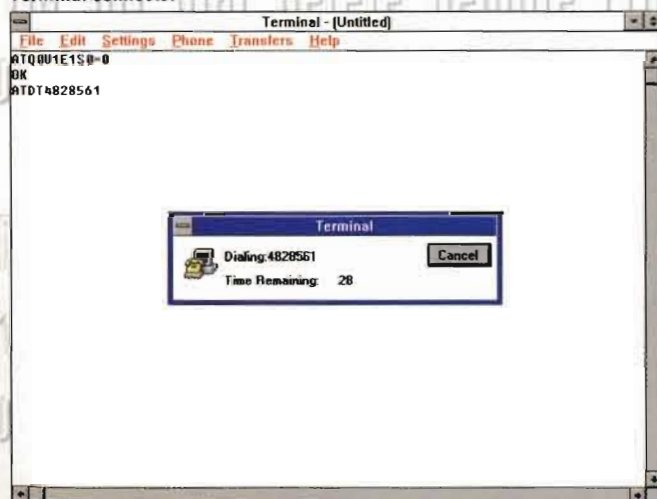 Terminal - (Untitled)
File Edit Settings Phone Transfers Help
ATQ0V1E1S0=0
OK
ATDT4828561
Terminal
Dialing:4828561
Cancel
Time Remaining: 28